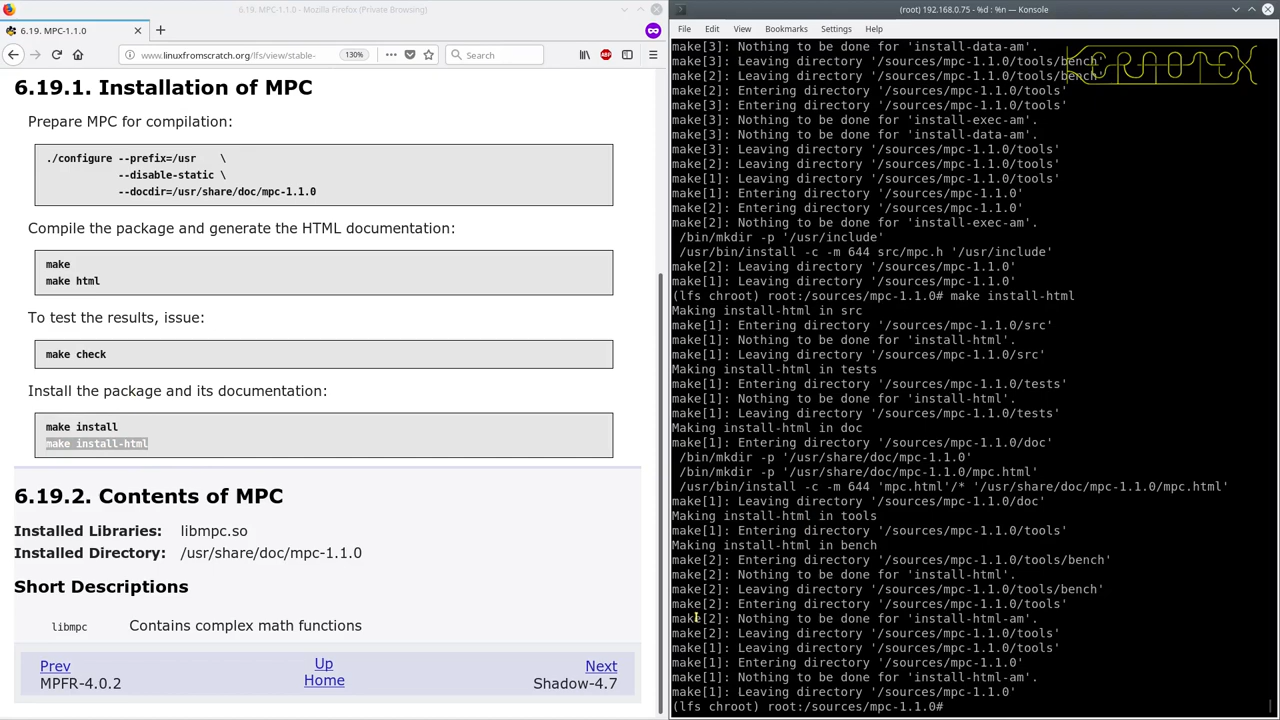 6.19. MPC-1.1.0 - Mozilla Firefox (Private Browsing)
6.19. MPC-1.1.0
www.linuxfromscratch.org/lfs/view/stable-
130%
Search
6.19.1. Installation of MPC
Prepare MPC for compilation:
./configure --prefix=/usr    \
--disable-static \
--docdir=/usr/share/doc/mpc-1.1.0
Compile the package and generate the HTML documentation:
make
make html
To test the results, issue:
make check
Install the package and its documentation:
make install
make install-html
6.19.2. Contents of MPC
Installed Libraries: libmpc.so
Installed Directory: /usr/share/doc/mpc-1.1.0
Short Descriptions
libmpc Contains complex math functions
Prev Up Next
MPFR-4.0.2 Home Shadow-4.7
(root) 192.168.0.75 - %d : %n — Konsole
File Edit View Bookmarks Settings Help
make[3]: Nothing to be done for 'install-data-am'.
make[3]: Leaving directory '/sources/mpc-1.1.0/tools/bench'
make[2]: Leaving directory '/sources/mpc-1.1.0/tools/bench'
make[2]: Entering directory '/sources/mpc-1.1.0/tools'
make[3]: Entering directory '/sources/mpc-1.1.0/tools'
make[3]: Nothing to be done for 'install-exec-am'.
make[3]: Nothing to be done for 'install-data-am'.
make[3]: Leaving directory '/sources/mpc-1.1.0/tools'
make[2]: Leaving directory '/sources/mpc-1.1.0/tools'
make[1]: Leaving directory '/sources/mpc-1.1.0/tools'
make[1]: Entering directory '/sources/mpc-1.1.0'
make[2]: Entering directory '/sources/mpc-1.1.0'
make[2]: Nothing to be done for 'install-exec-am'.
/bin/mkdir -p '/usr/include'
/usr/bin/install -c -m 644 src/mpc.h '/usr/include'
make[2]: Leaving directory '/sources/mpc-1.1.0'
make[1]: Leaving directory '/sources/mpc-1.1.0'
(lfs chroot) root:/sources/mpc-1.1.0# make install-html
Making install-html in src
make[1]: Entering directory '/sources/mpc-1.1.0/src'
make[1]: Nothing to be done for 'install-html'.
make[1]: Leaving directory '/sources/mpc-1.1.0/src'
Making install-html in tests
make[1]: Entering directory '/sources/mpc-1.1.0/tests'
make[1]: Nothing to be done for 'install-html'.
make[1]: Leaving directory '/sources/mpc-1.1.0/tests'
Making install-html in doc
make[1]: Entering directory '/sources/mpc-1.1.0/doc'
/bin/mkdir -p '/usr/share/doc/mpc-1.1.0'
/bin/mkdir -p '/usr/share/doc/mpc-1.1.0/mpc.html'
/usr/bin/install -c -m 644 'mpc.html'/* '/usr/share/doc/mpc-1.1.0/mpc.html'
make[1]: Leaving directory '/sources/mpc-1.1.0/doc'
Making install-html in tools
make[1]: Entering directory '/sources/mpc-1.1.0/tools'
Making install-html in bench
make[2]: Entering directory '/sources/mpc-1.1.0/tools/bench'
make[2]: Nothing to be done for 'install-html'.
make[2]: Leaving directory '/sources/mpc-1.1.0/tools/bench'
make[2]: Entering directory '/sources/mpc-1.1.0/tools'
make[2]: Nothing to be done for 'install-html-am'.
make[2]: Leaving directory '/sources/mpc-1.1.0/tools'
make[1]: Leaving directory '/sources/mpc-1.1.0/tools'
make[1]: Entering directory '/sources/mpc-1.1.0'
make[1]: Nothing to be done for 'install-html-am'.
make[1]: Leaving directory '/sources/mpc-1.1.0'
(lfs chroot) root:/sources/mpc-1.1.0#